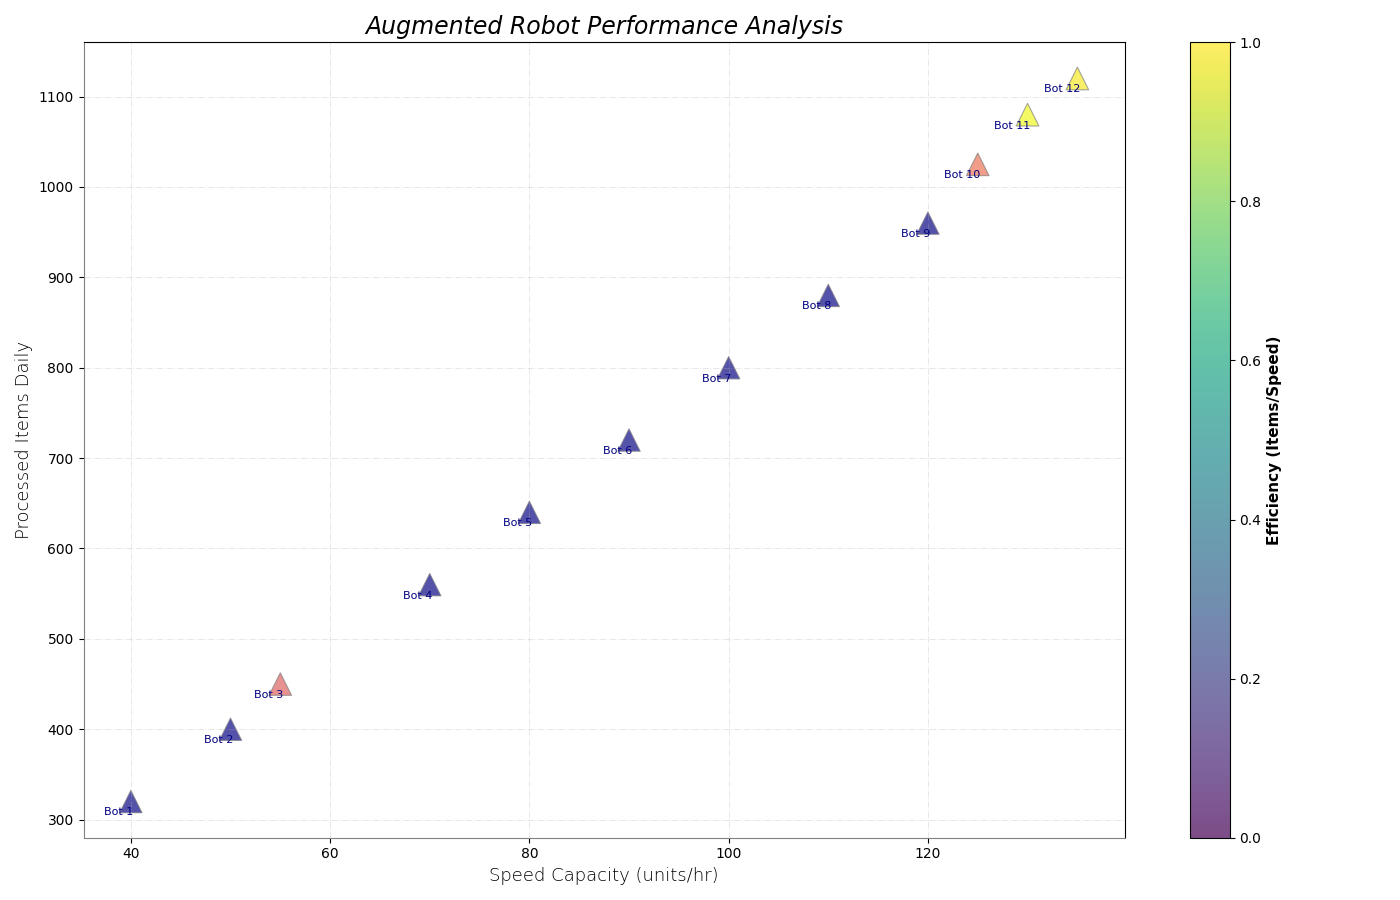 Augmented Robot Performance Analysis
Processed Items Daily
1100
1000
900
800
700
600
500
400
300
Bot 12
Bot 11
Bot 10
Bot 9
Bot 8
Bot 7
Bot 6
Bot 5
Bot 4
Bot 3
Bot 2
Bot 1
40
60
80
100
120
Speed Capacity (units/hr)
1.0
0.8
0.6
0.4
0.2
0.0
Efficiency (Items/Speed)